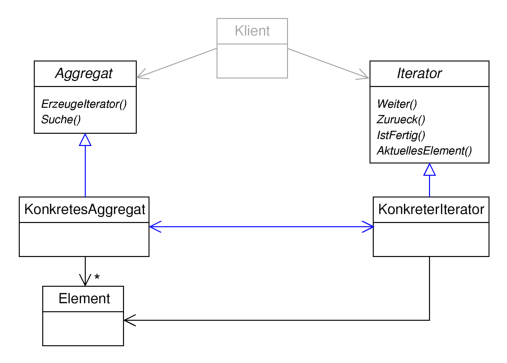 Klient
Aggregat
ErzeugeIterator()
Suche()
Iterator
Weiter()
Zurueck()
IstFertig()
AktuellesElement()
KonkretesAggregat
KonkreterIterator
*
Element